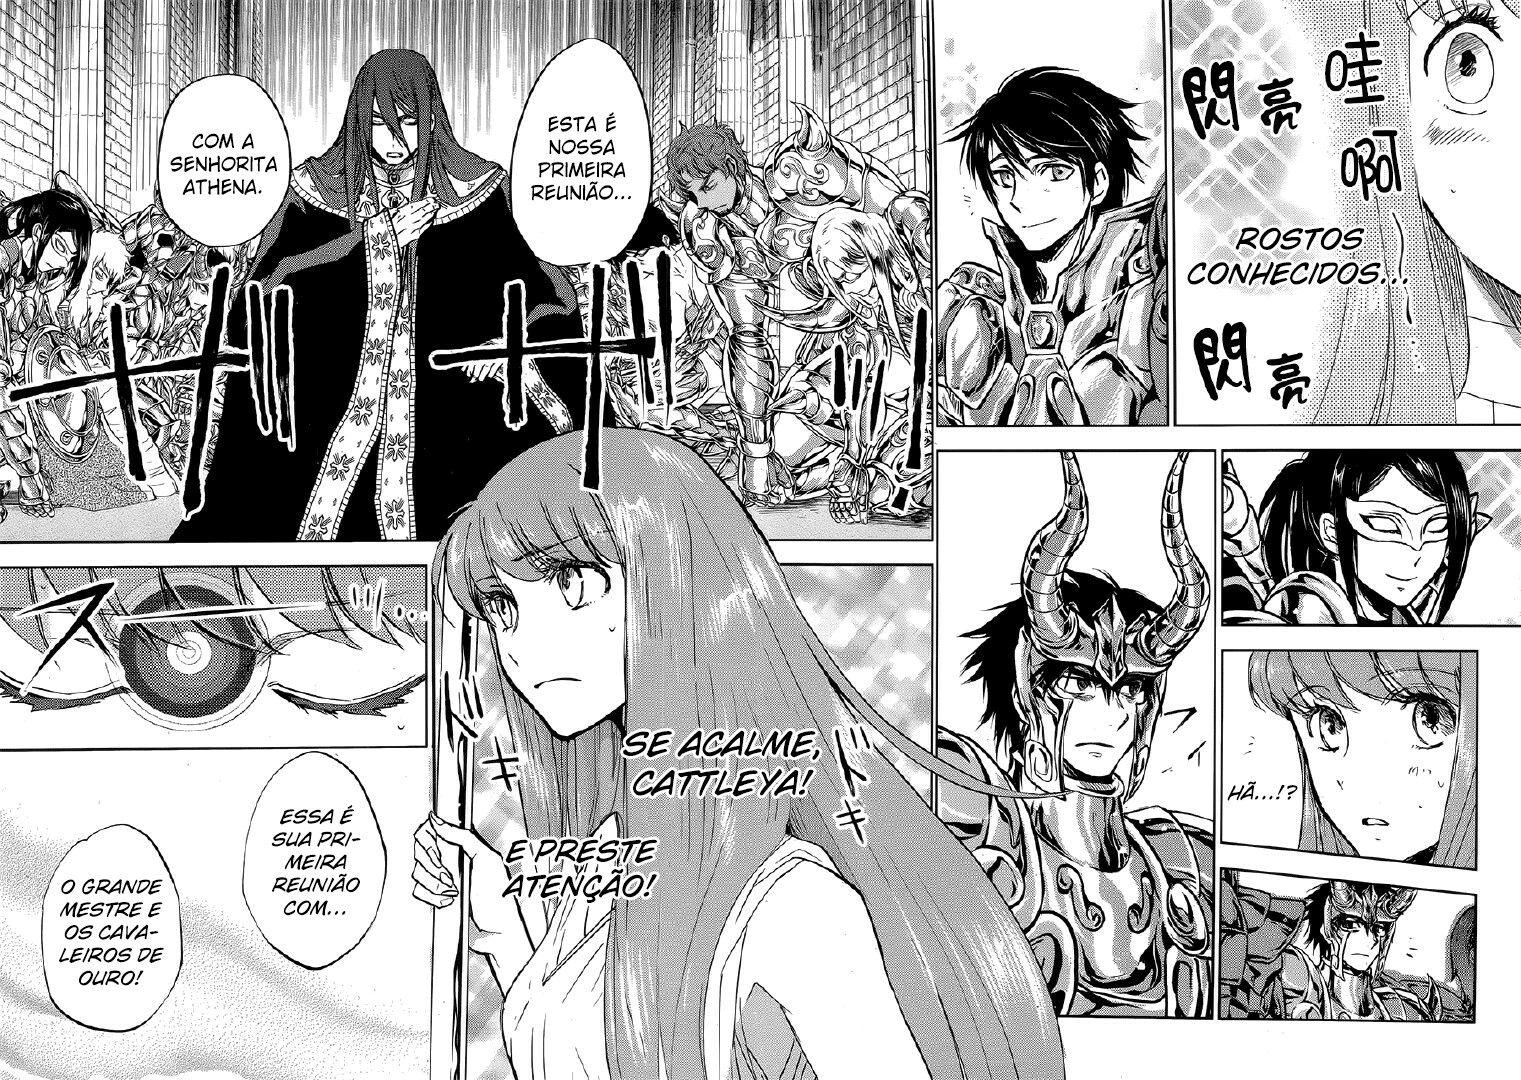 哇
啊
閃
亮
ROSTOS
CONHECIDOS...
閃
亮
HÃ...!?
ESTA É
NOSSA
PRIMEIRA
REUNIÃO...
COM A
SENHORITA
ATHENA.
SE ACALME,
CATTLEYA!
E PRESTE
ATENÇÃO!
ESSA É
SUA PRI-
MEIRA
REUNIÃO
COM...
O GRANDE
MESTRE E
OS CAVA-
LEIROS DE
OURO!